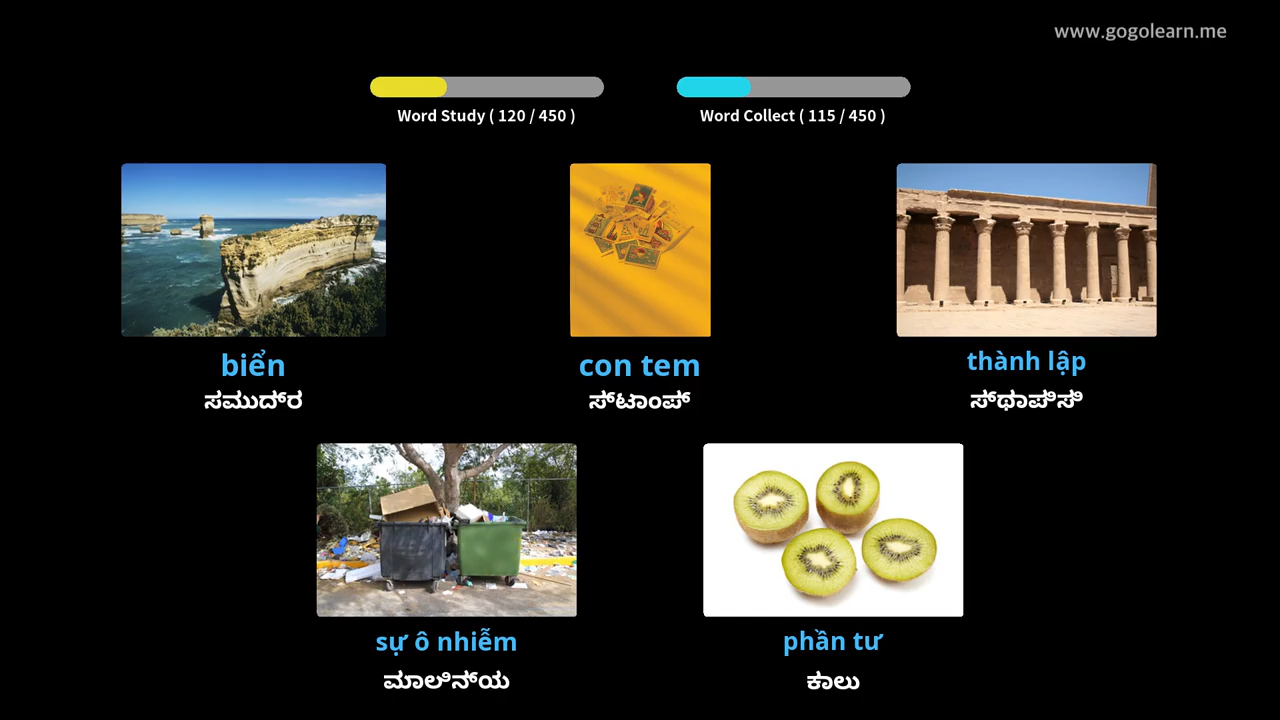 www.gogolearn.me
Word Study ( 120 / 450 )
Word Collect ( 115 / 450 )
biển
ಸಮುದ್‌ರ
con tem
ಸ್‌ಟಾಂಪ್
thành lập
ಸ್‌ಥಾಪಿಸಿ
sự ô nhiễm
ಮಾಲಿನ್‌ಯ
phần tư
ಕಾಲು